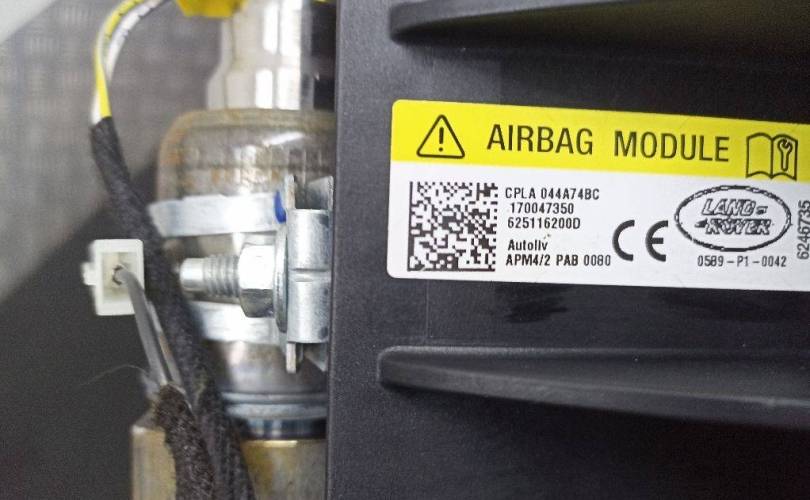 AIRBAG MODULE
CPLA 044A74BC
170047350
625116200D
Autoliv
APM4/2 PAB 0080
CE
LAND-
ROVER
0589-P1-0042
6246735